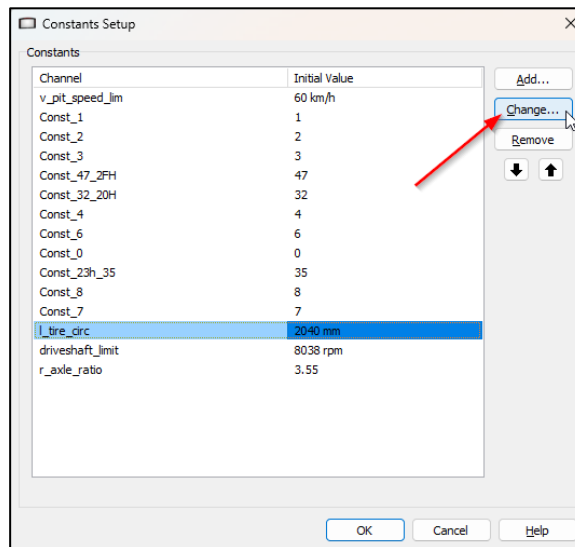 Constants Setup
Constants
Channel Initial Value
v_pit_speed_lim 60 km/h
Const_1 1
Const_2 2
Const_3 3
Const_47_2FH 47
Const_32_20H 32
Const_4 4
Const_6 6
Const_0 0
Const_23h_35 35
Const_8 8
Const_7 7
l_tire_circ 2040 mm
driveshaft_limit 8038 rpm
r_axle_ratio 3.55
Add...
Change...
Remove
OK Cancel Help